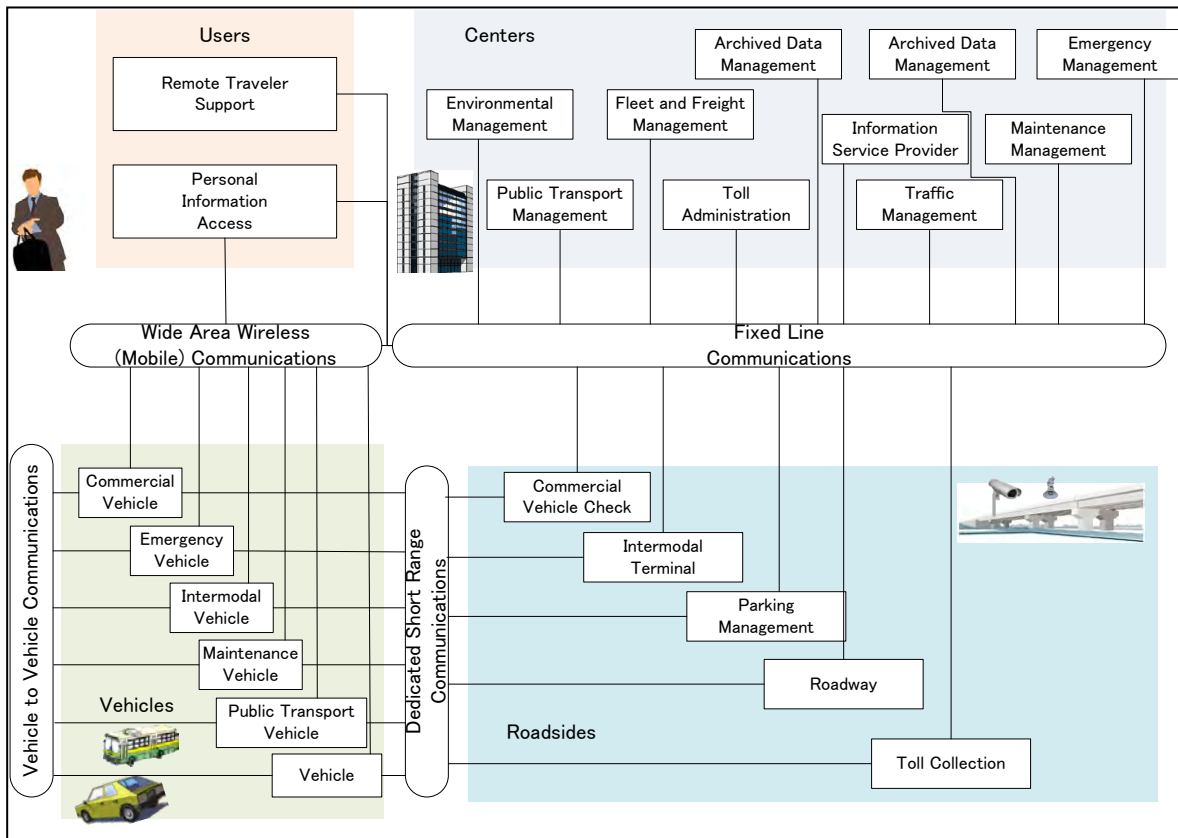 Users
Remote Traveler
Support
Personal
Information
Access
Centers
Archived Data
Management
Archived Data
Management
Emergency
Management
Environmental
Management
Fleet and Freight
Management
Information
Service Provider
Maintenance
Management
Public Transport
Management
Toll
Administration
Traffic
Management
Wide Area Wireless
(Mobile) Communications
Fixed Line
Communications
Vehicle to Vehicle Communications
Commercial
Vehicle
Emergency
Vehicle
Intermodal
Vehicle
Maintenance
Vehicle
Vehicles
Public Transport
Vehicle
Vehicle
Dedicated Short Range
Communications
Commercial
Vehicle Check
Intermodal
Terminal
Parking
Management
Roadway
Roadsides
Toll Collection